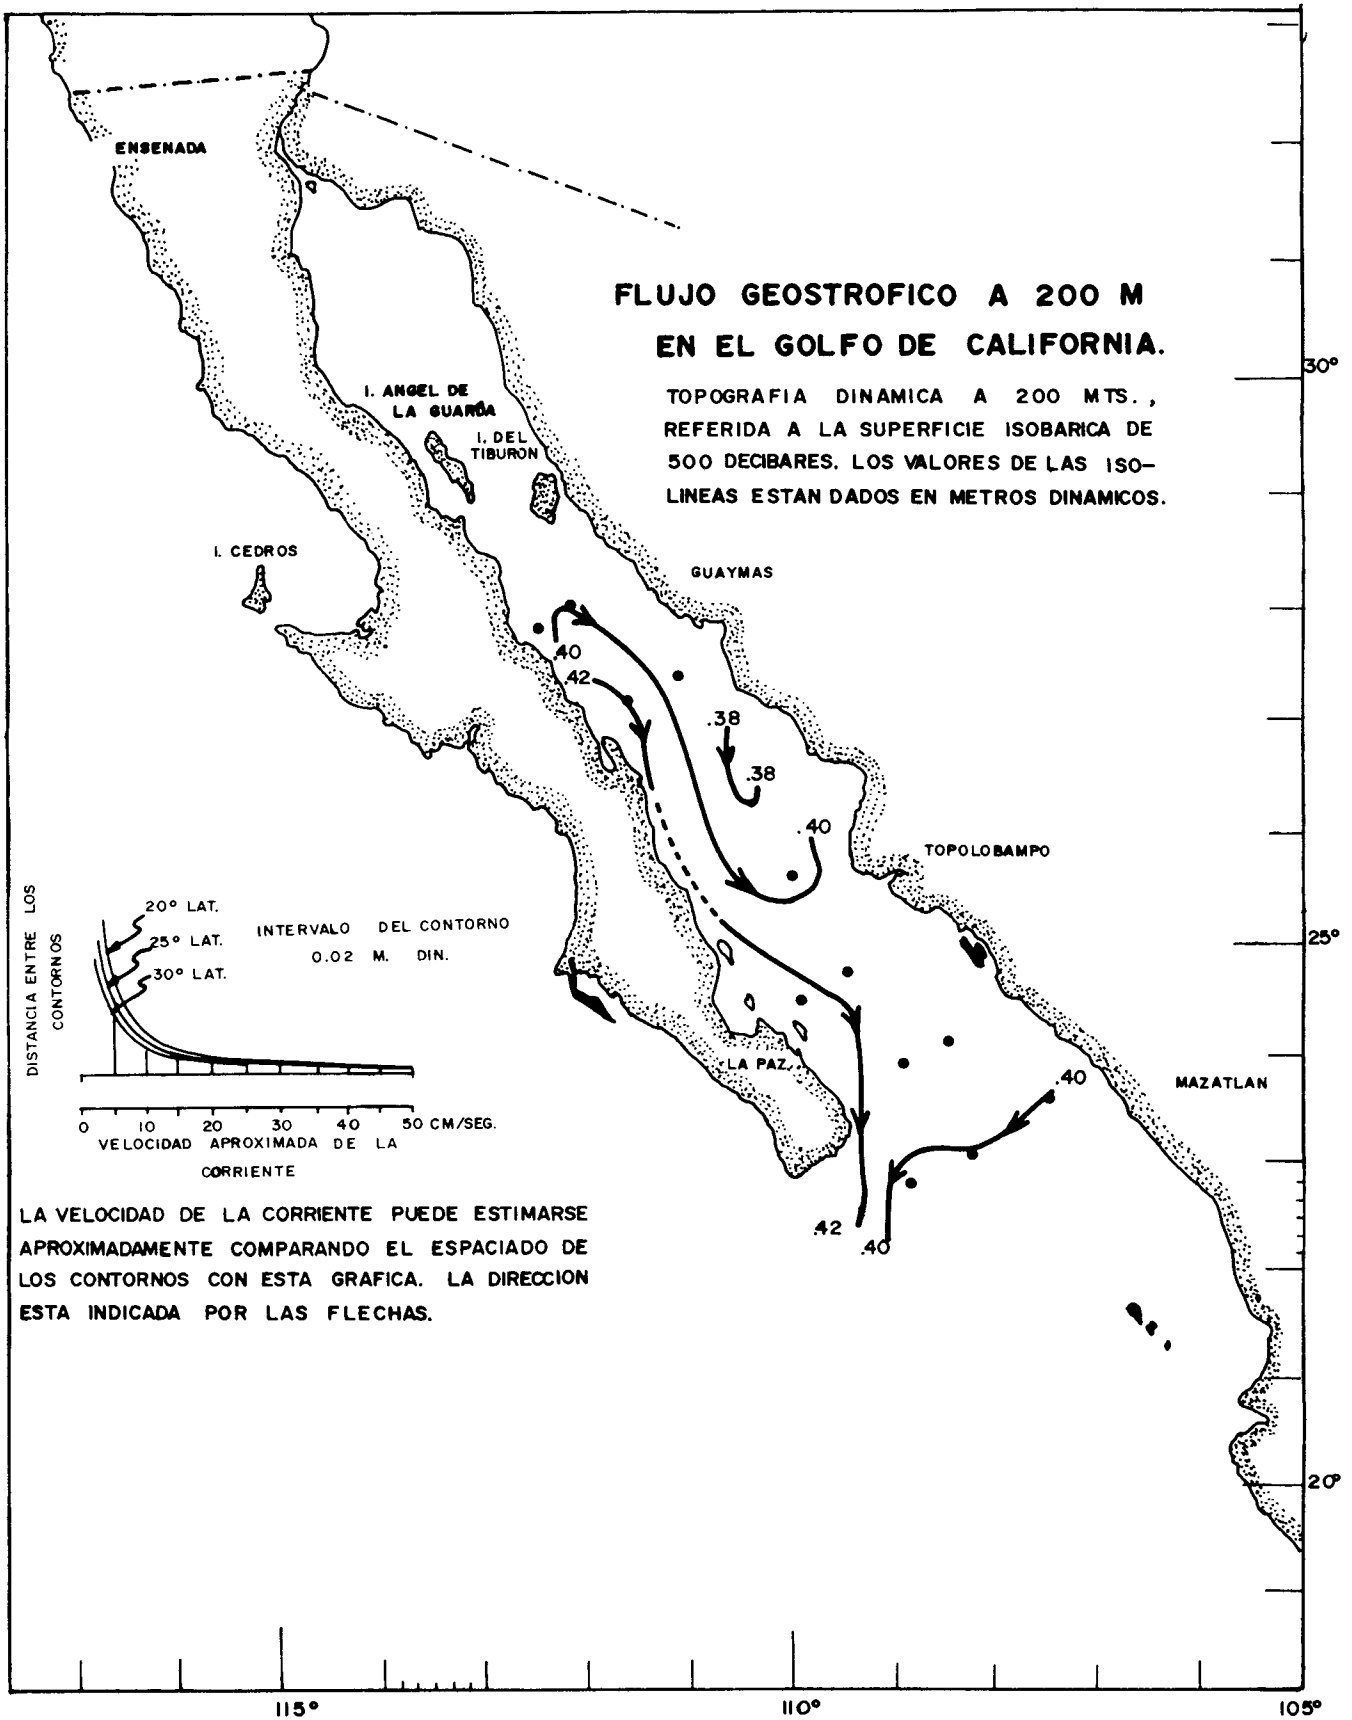 ENSENADA
FLUJO GEOSTROFICO A 200 M
EN EL GOLFO DE CALIFORNIA.
30°
TOPOGRAFIA DINAMICA A 200 MTS.,
REFERIDA A LA SUPERFICIE ISOBARICA DE
500 DECIBARES. LOS VALORES DE LAS ISO-
LINEAS ESTAN DADOS EN METROS DINAMICOS.
I. ANGEL DE
LA GUARDA
I. DEL
TIBURON
I. CEDROS
GUAYMAS
.40
.42
.38
.38
.40
TOPOLOBAMPO
25°
DISTANCIA ENTRE LOS
CONTORNOS
20° LAT.
25° LAT.
30° LAT.
INTERVALO DEL CONTORNO
0.02 M. DIN.
LA PAZ
.40
MAZATLAN
0 10 20 30 40 50 CM/SEG.
VELOCIDAD APROXIMADA DE LA
CORRIENTE
LA VELOCIDAD DE LA CORRIENTE PUEDE ESTIMARSE
APROXIMADAMENTE COMPARANDO EL ESPACIADO DE
LOS CONTORNOS CON ESTA GRAFICA. LA DIRECCION
ESTA INDICADA POR LAS FLECHAS.
.42
.40
20°
115° 110° 105°